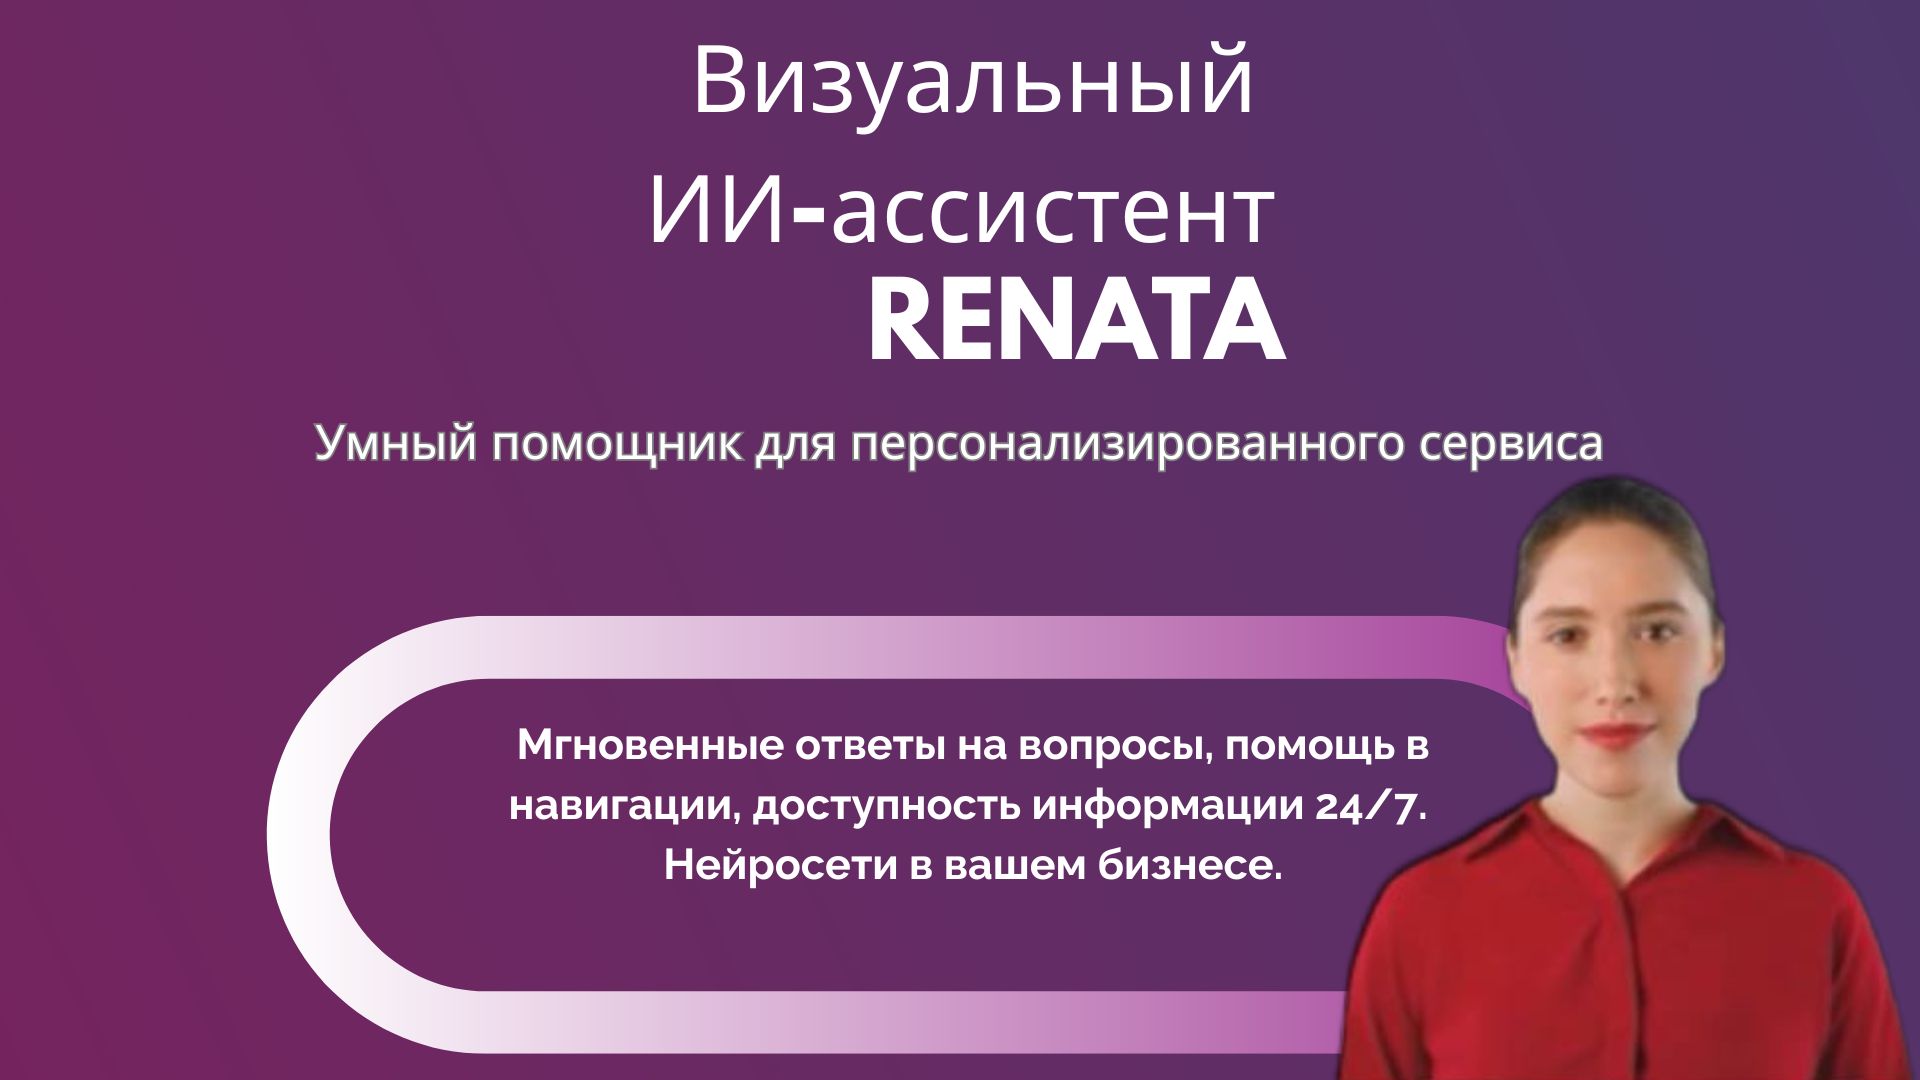 Визуальный
ИИ-ассистент
RENATA
Умный помощник для персонализированного сервиса
Мгновенные ответы на вопросы, помощь в
навигации, доступность информации 24/7.
Нейросети в вашем бизнесе.